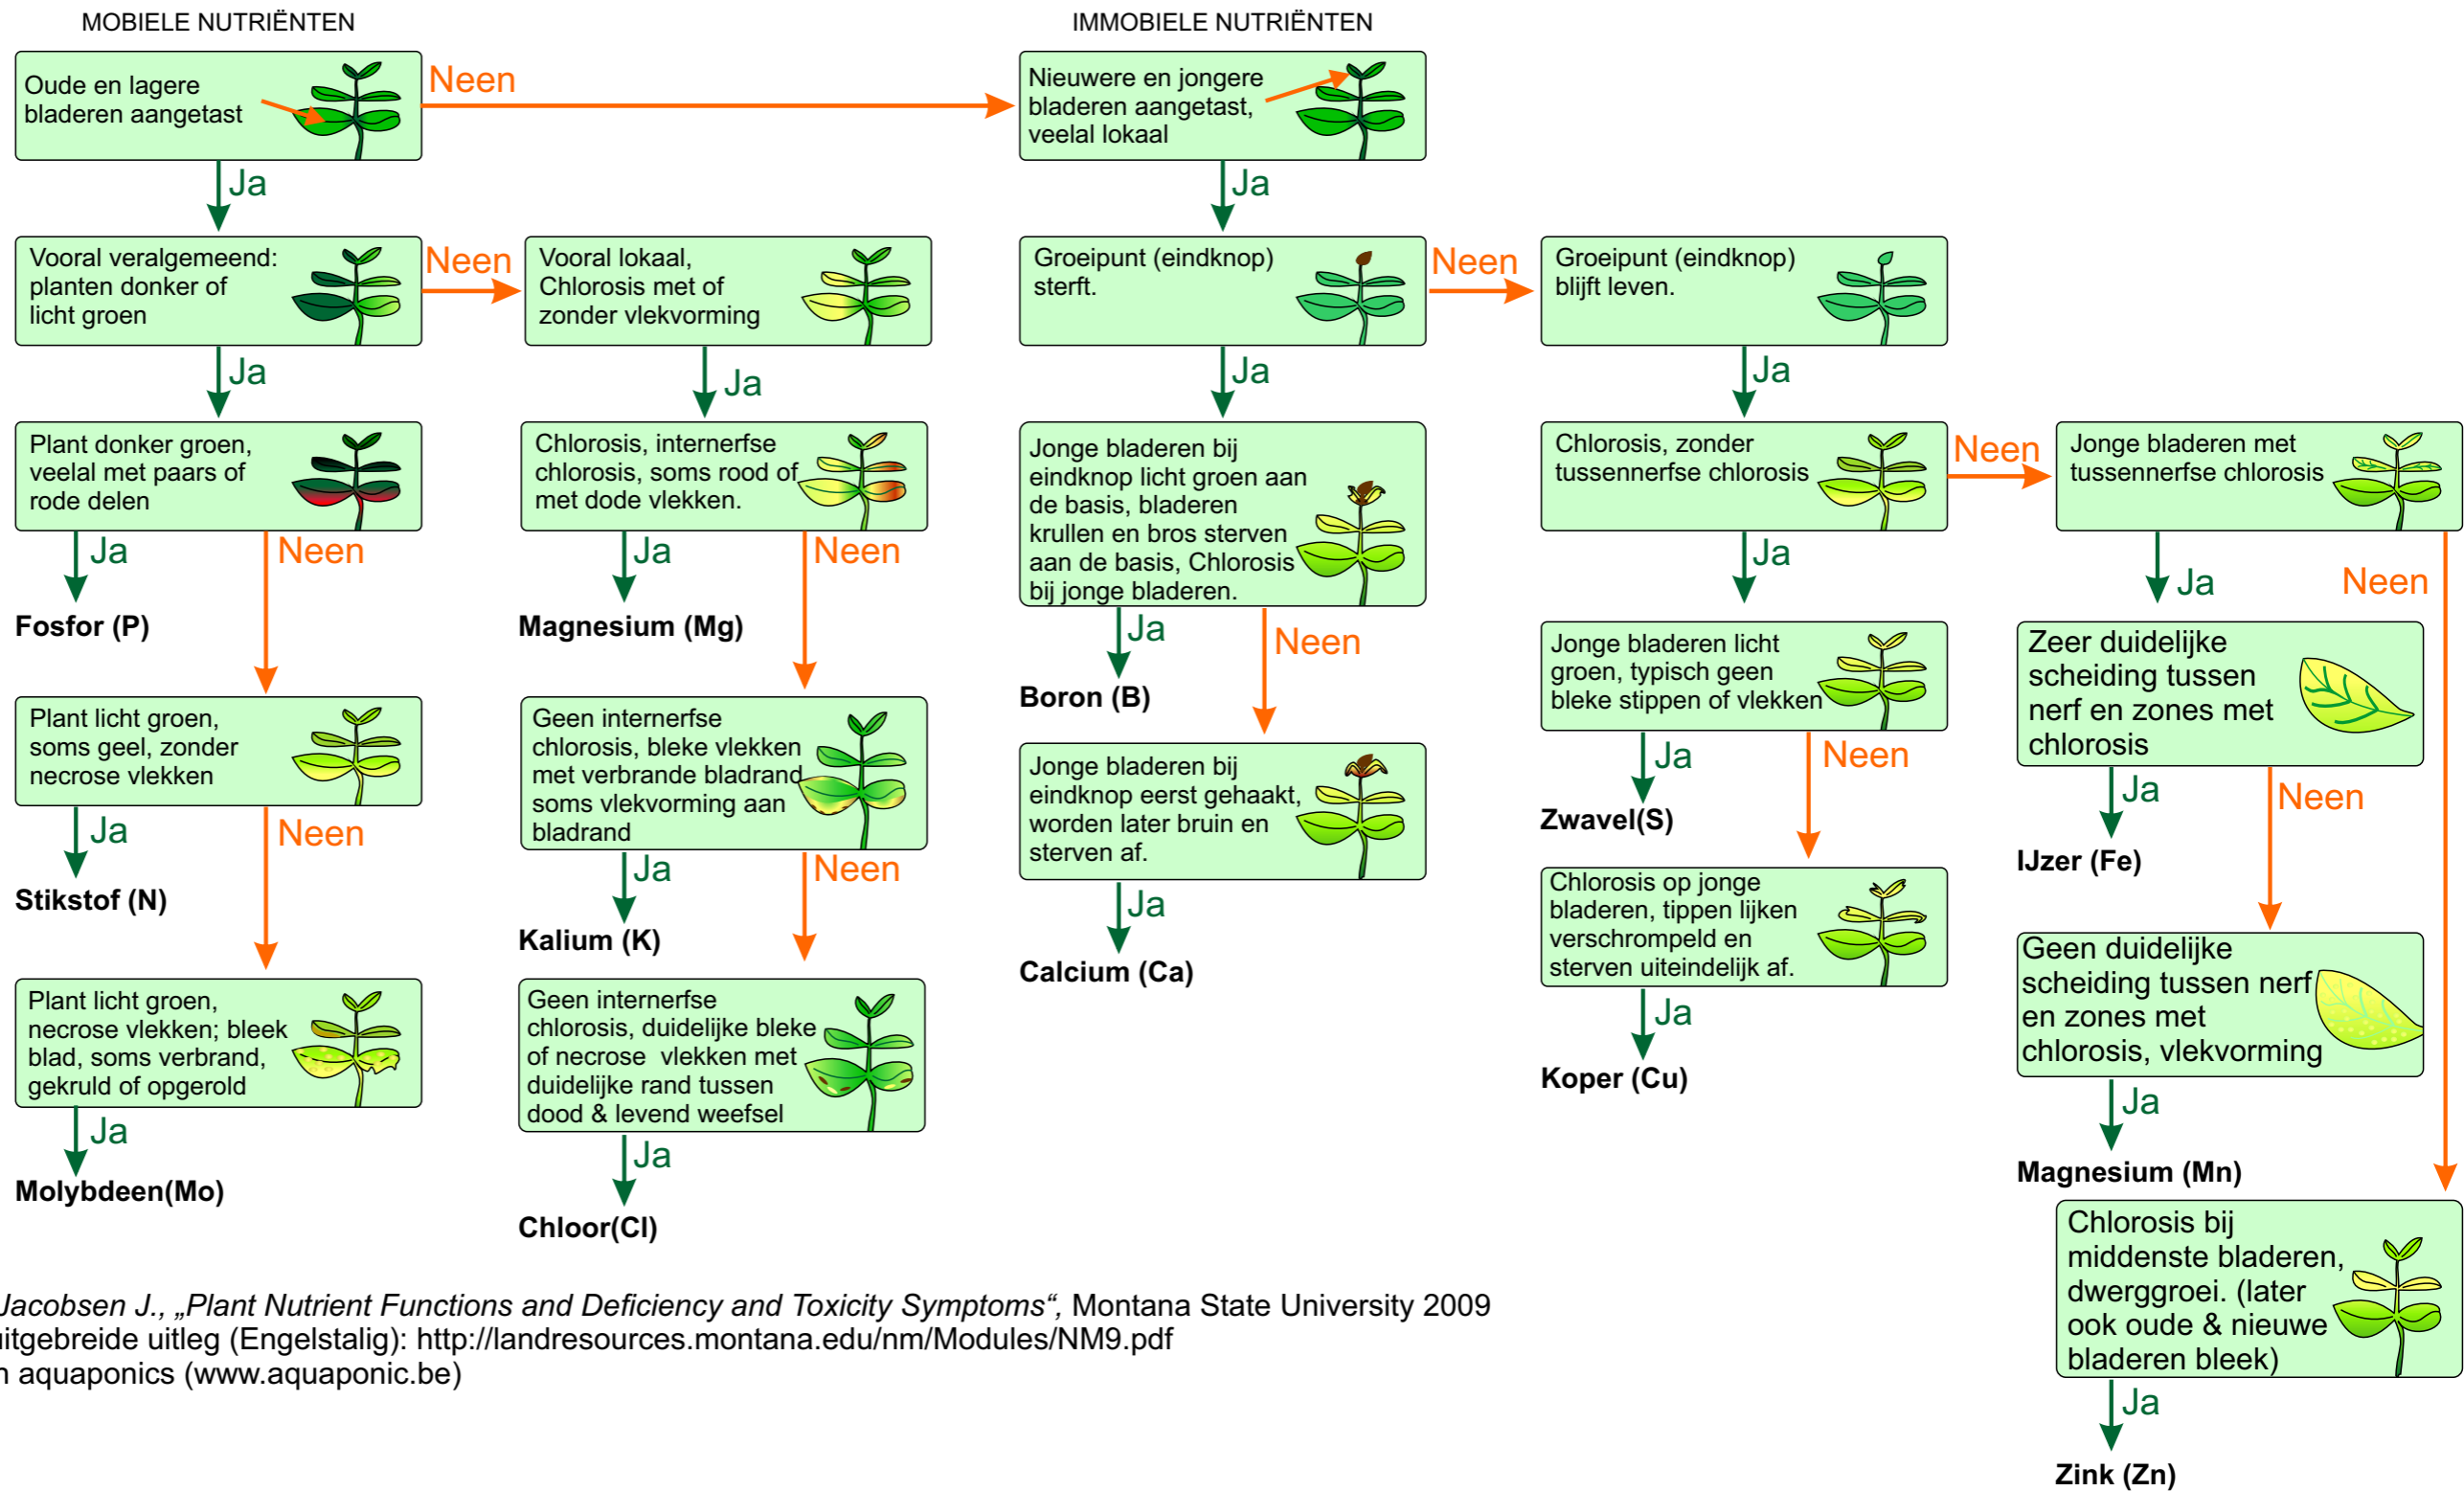 MOBIELE NUTRIËNTEN
IMMOBIELE NUTRIËNTEN
Oude en lagere
bladeren aangetast
Neen
Nieuwere en jongere
bladeren aangetast,
veelal lokaal
Ja
Ja
Vooral veralgemeend:
planten donker of
licht groen
Neen
Vooral lokaal,
Chlorosis met of
zonder vlekvorming
Groeipunt (eindknop)
sterft.
Neen
Groeipunt (eindknop)
blijft leven.
Ja
Ja
Ja
Ja
Plant donker groen,
veelal met paars of
rode delen
Chlorosis, internerfse
chlorosis, soms rood of
met dode vlekken.
Jonge bladeren bij
eindknop licht groen aan
de basis, bladeren
krullen en bros sterven
aan de basis, Chlorosis
bij jonge bladeren.
Chlorosis, zonder
tussennerfse chlorosis
Neen
Jonge bladeren met
tussennerfse chlorosis
Ja
Neen
Ja
Neen
Ja
Ja
Neen
Fosfor (P)
Magnesium (Mg)
Ja
Neen
Boron (B)
Jonge bladeren licht
groen, typisch geen
bleke stippen of vlekken
Zeer duidelijke
scheiding tussen
nerf en zones met
chlorosis
Plant licht groen,
soms geel, zonder
necrose vlekken
Geen internerfse
chlorosis, bleke vlekken
met verbrande bladrand
soms vlekvorming aan
bladrand
Jonge bladeren bij
eindknop eerst gehaakt,
worden later bruin en
sterven af.
Ja
Neen
Ja
Neen
Zwavel(S)
IJzer (Fe)
Ja
Neen
Ja
Neen
Ja
Stikstof (N)
Kalium (K)
Calcium (Ca)
Chlorosis op jonge
bladeren, tippen lijken
verschrompeld en
sterven uiteindelijk af.
Geen duidelijke
scheiding tussen nerf
en zones met
chlorosis, vlekvorming
Plant licht groen,
necrose vlekken; bleek
blad, soms verbrand,
gekruld of opgerold
Geen internerfse
chlorosis, duidelijke bleke
of necrose vlekken met
duidelijke rand tussen
dood & levend weefsel
Ja
Koper (Cu)
Ja
Magnesium (Mn)
Ja
Molybdeen(Mo)
Ja
Chloor(Cl)
Chlorosis bij
middenste bladeren,
dwerggroei. (later
ook oude & nieuwe
bladeren bleek)
Ja
Zink (Zn)
Jacobsen J., „Plant Nutrient Functions and Deficiency and Toxicity Symptoms“, Montana State University 2009
uitgebreide uitleg (Engelstalig): http://landresources.montana.edu/nm/Modules/NM9.pdf
aquaponics (www.aquaponic.be)